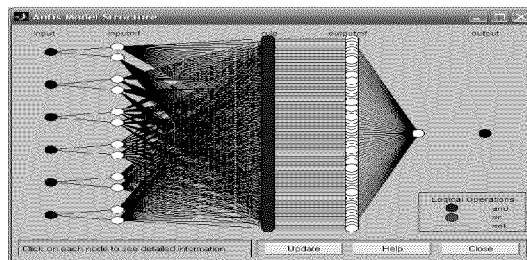 Anfis Model Structure
input
inputmf
rule
outputmf
output
Logical Operations
and
or
not
Click on each node to see detailed information
Update
Help
Close